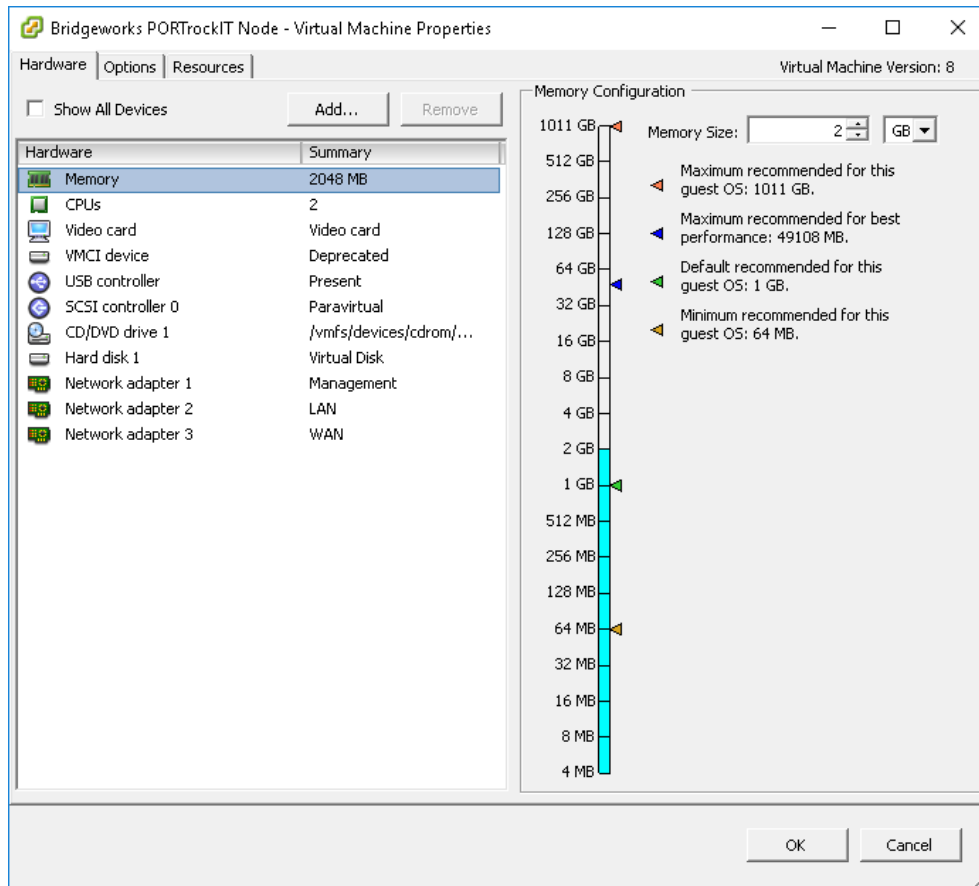 Bridgeworks PORTrockIT Node - Virtual Machine Properties
Hardware Options Resources
Virtual Machine Version: 8
Show All Devices
Add...
Remove
Hardware Summary
Memory 2048 MB
CPUs 2
Video card Video card
VMCI device Deprecated
USB controller Present
SCSI controller 0 Paravirtual
CD/DVD drive 1 /vmfs/devices/cdrom/...
Hard disk 1 Virtual Disk
Network adapter 1 Management
Network adapter 2 LAN
Network adapter 3 WAN
Memory Configuration
1011 GB
512 GB
256 GB
128 GB
64 GB
32 GB
16 GB
8 GB
4 GB
2 GB
1 GB
512 MB
256 MB
128 MB
64 MB
32 MB
16 MB
8 MB
4 MB
Memory Size: 2 GB
Maximum recommended for this
guest OS: 1011 GB.
Maximum recommended for best
performance: 49108 MB.
Default recommended for this
guest OS: 1 GB.
Minimum recommended for this
guest OS: 64 MB.
OK
Cancel